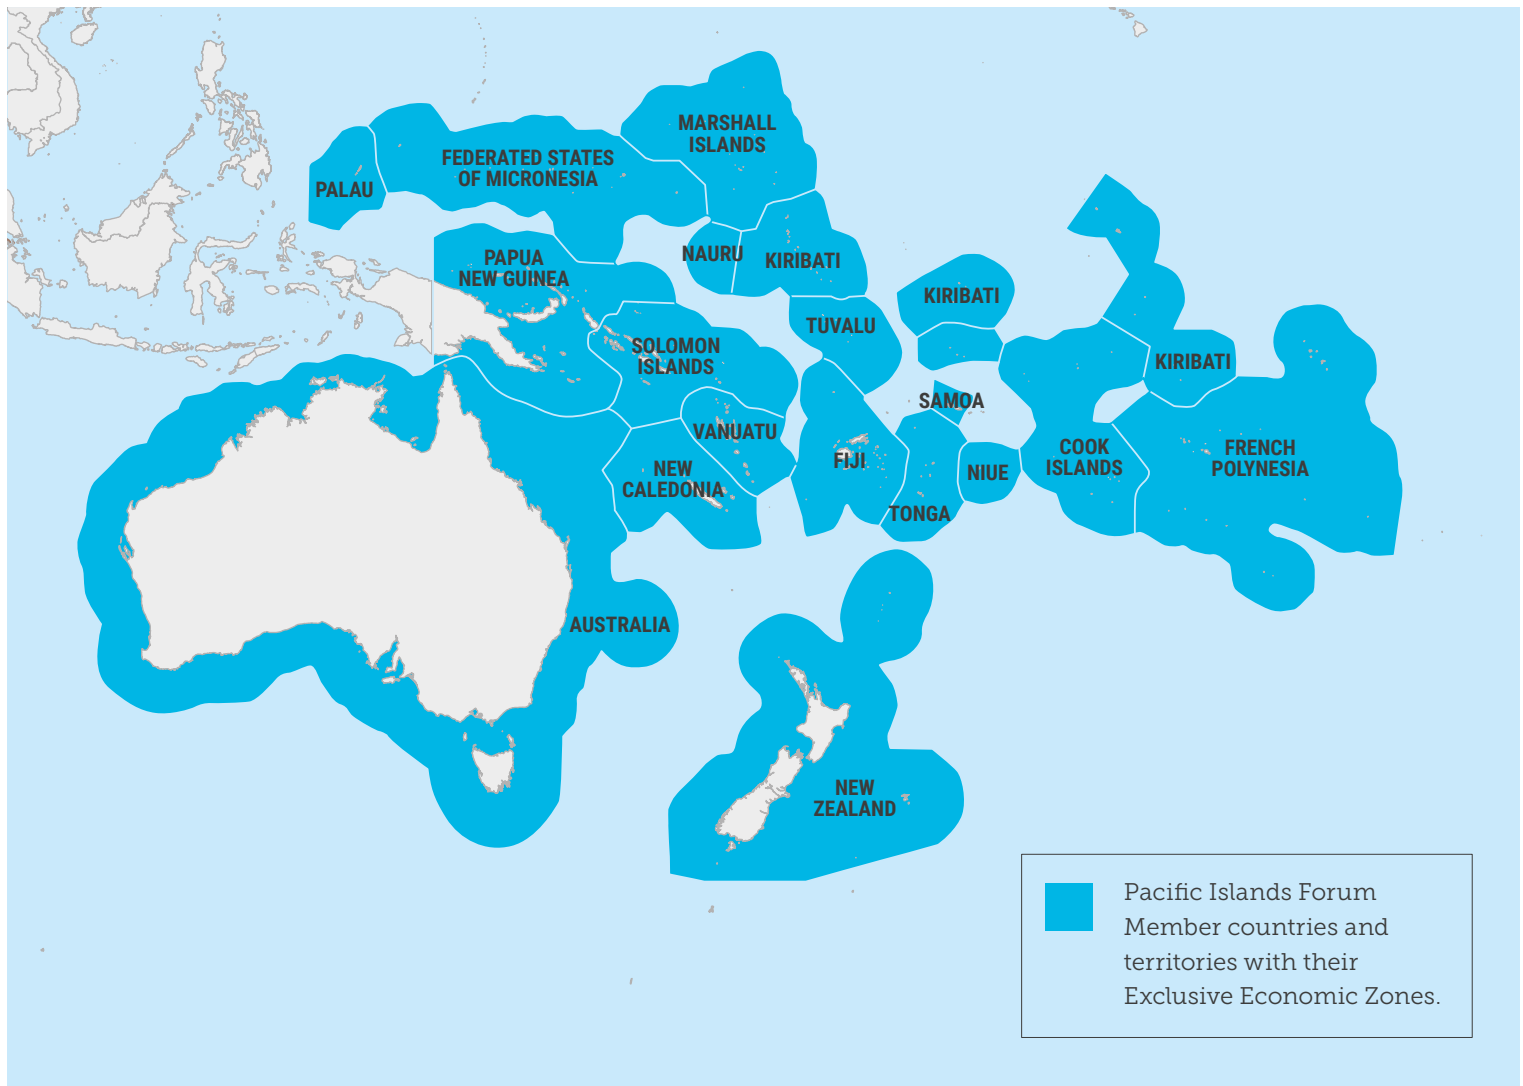 MARSHALL
ISLANDS
FEDERATED STATES
OF MICRONESIA
PALAU
NAURU
KIRIBATI
PAPUA
NEW GUINEA
KIRIBATI
TUVALU
SOLOMON
ISLANDS
KIRIBATI
SAMOA
VANUATU
FIJI
COOK
ISLANDS
FRENCH
POLYNESIA
NEW
CALEDONIA
NIUE
TONGA
AUSTRALIA
NEW
ZEALAND
Pacific Islands Forum
Member countries and
territories with their
Exclusive Economic Zones.